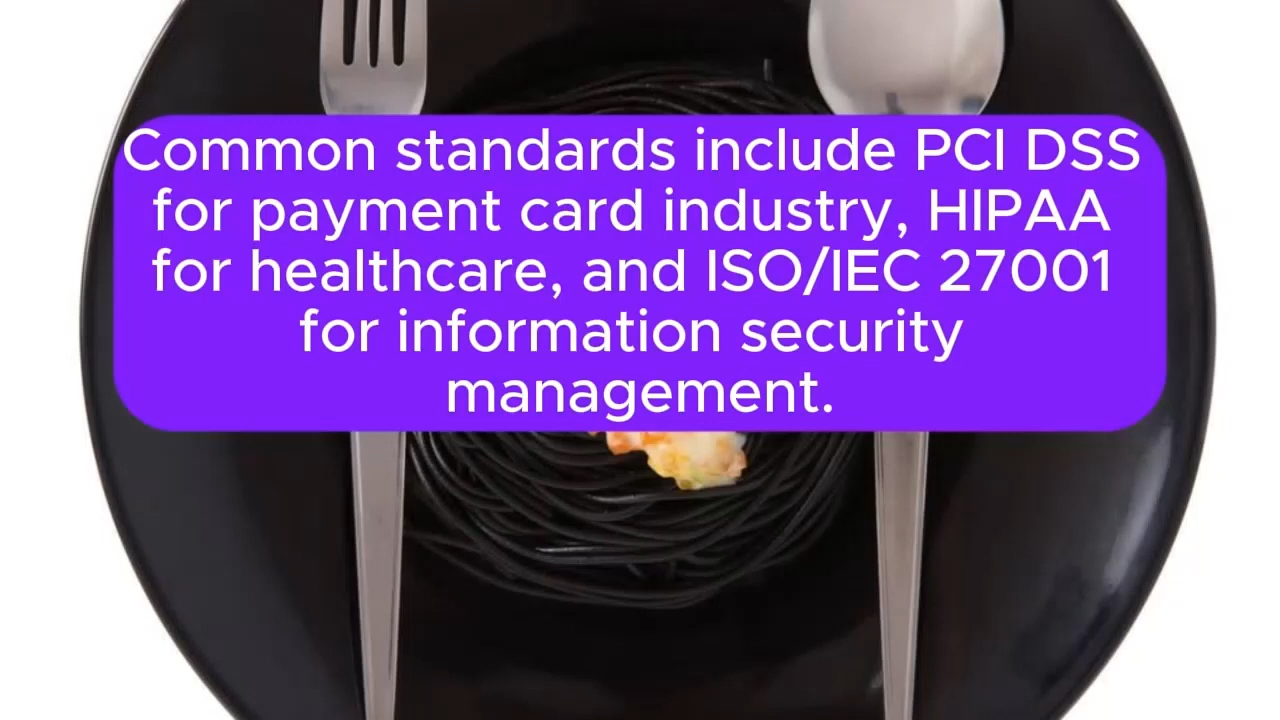 Common standards include PCI DSS
for payment card industry, HIPAA
for healthcare, and ISO/IEC 27001
for information security
management.